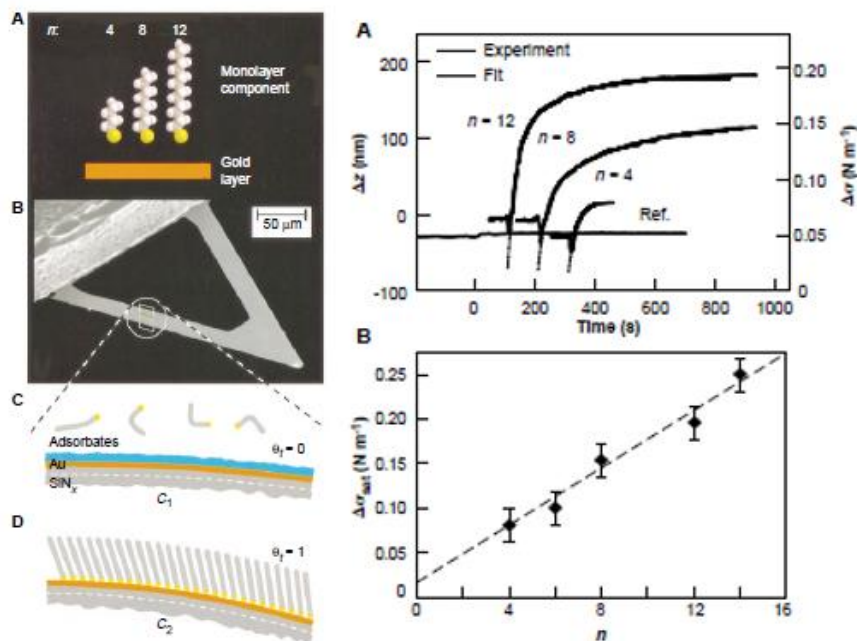 A
n: 4 8 12
Monolayer
component
Gold
layer
B
50 μm
C
Adsorbates
Au
SiNₓ
θ_f = 0
C₁
D
θ_f = 1
C₂
A
Experiment
Fit
n = 12
n = 8
n = 4
Ref.
200
100
0
-100
Δz (nm)
0.20
0.15
0.10
0.05
0
Δσ (N m⁻¹)
0 200 400 600 800 1000
Time (s)
B
0.25
0.20
0.15
0.10
0.05
0
Δσ_sat (N m⁻¹)
0 4 8 12 16
n